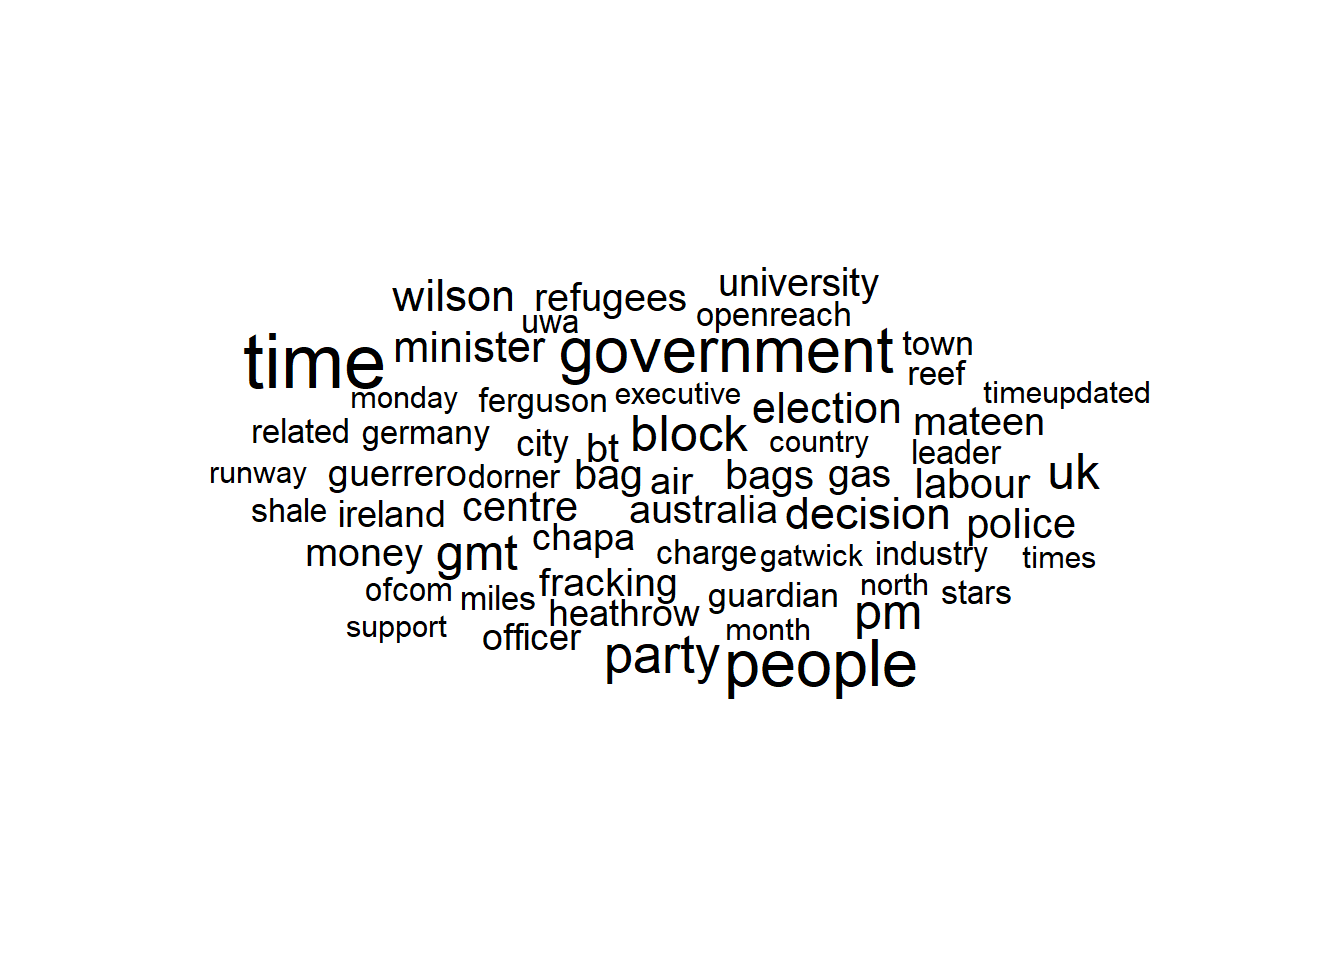 university
wilson refugees
uwa openreach
time minister government town
reef
monday ferguson executive election timeupdated
related germany city bt block country mateen
leader
runway guerrero dorner bag air bags gas labour uk
shale ireland centre australia decision police
money gmt chapa charge gatwick industry times
ofcom miles fracking guardian north stars
support officer heathrow month pm
party people